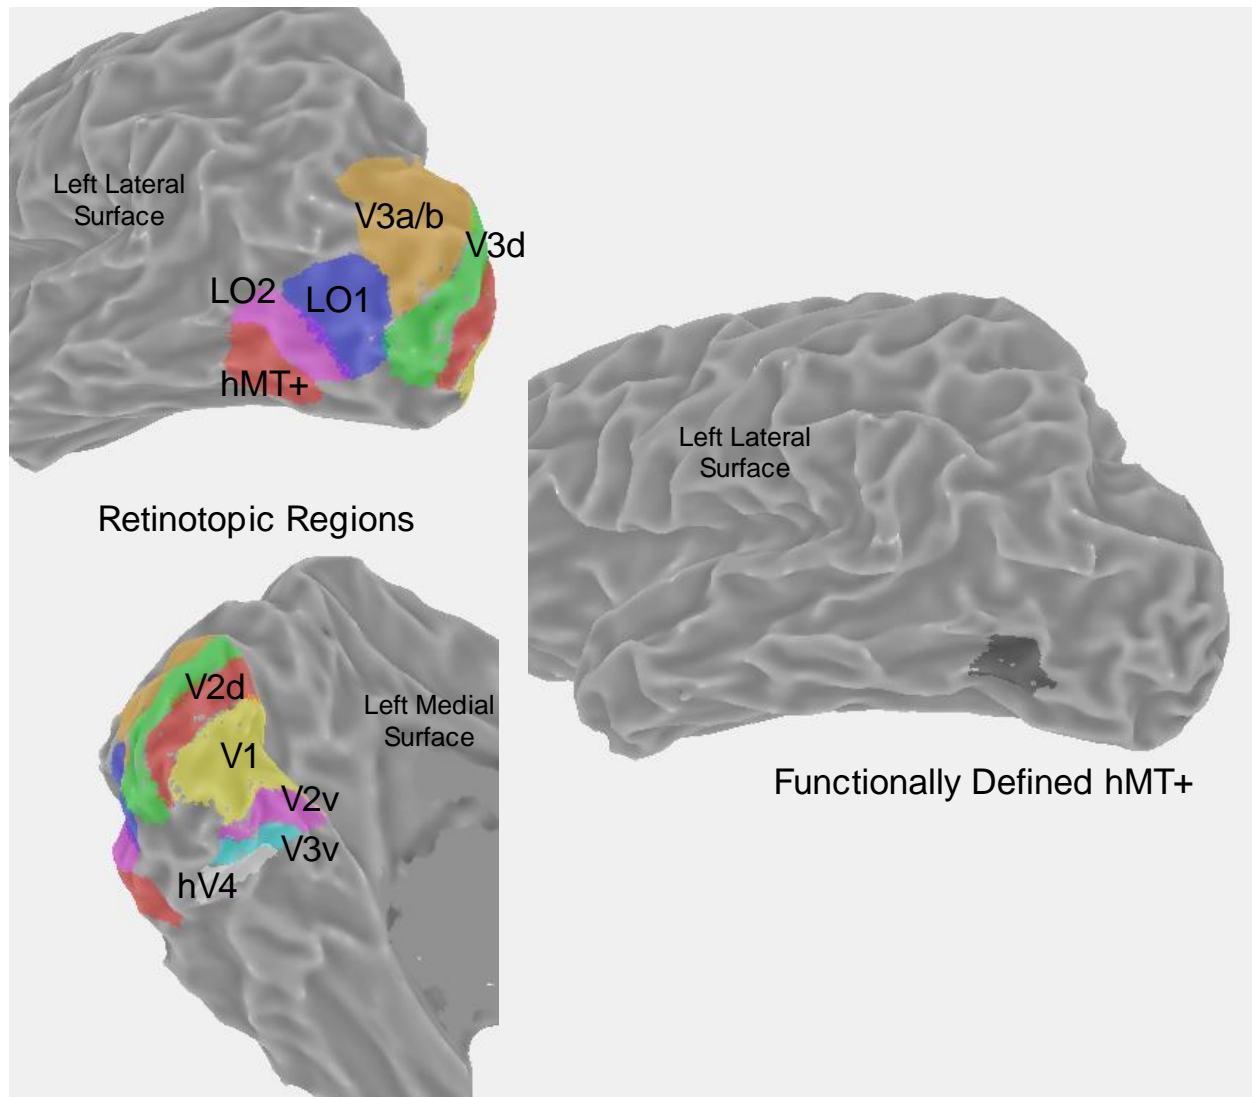 Left Lateral
Surface
V3a/b
V3d
LO2
LO1
hMT+
Retinotopic Regions
V2d
Left Medial
Surface
V1
V2v
V3v
hV4
Left Lateral
Surface
Functionally Defined hMT+